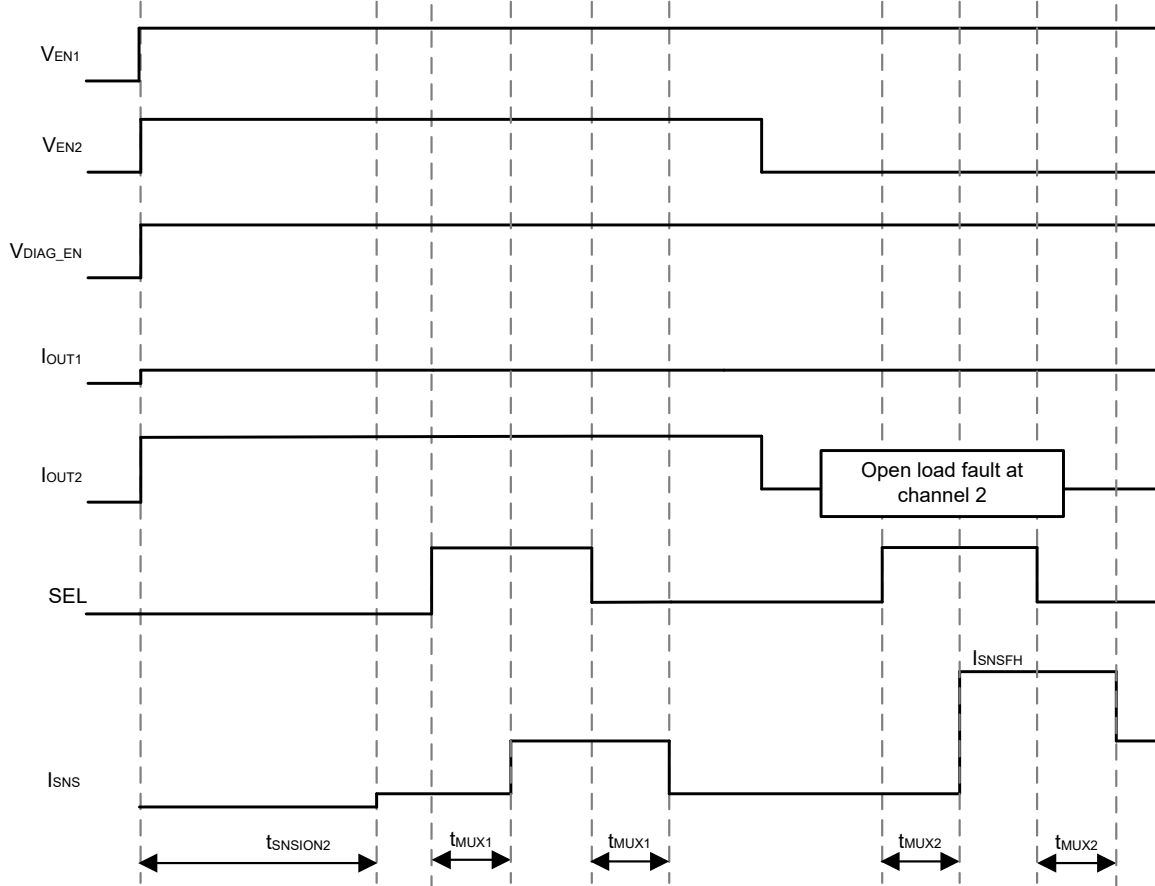 VEN1
VEN2
VDIAG_EN
IOUT1
IOUT2
Open load fault at
channel 2
SEL
ISNSFH
ISNS
tSNSION2
tMUX1
tMUX1
tMUX2
tMUX2